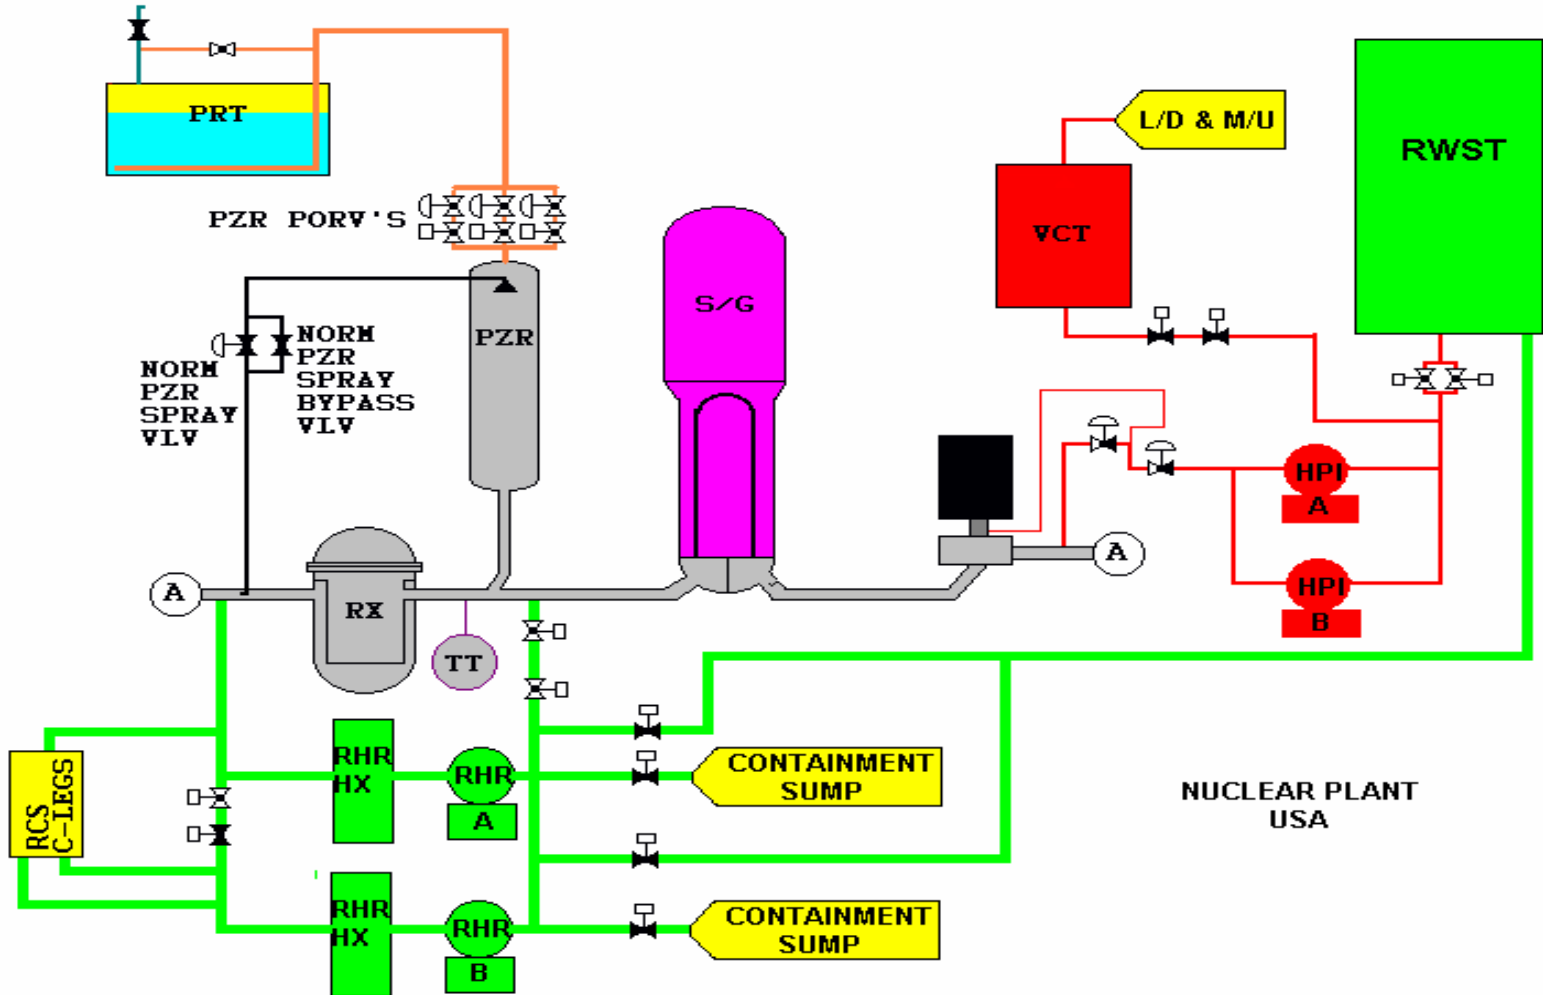 PRT
L/D & M/U
RWST
PZR PORV'S
VCT
S/G
PZR
NORM
PZR
SPRAY
VLV
NORM
PZR
SPRAY
BYPASS
VLV
HPI
A
HPI
B
A
A
RX
TT
RHR
HX
RHR
A
CONTAINMENT
SUMP
NUCLEAR PLANT
USA
RCS
C-LEGS
RHR
HX
RHR
B
CONTAINMENT
SUMP